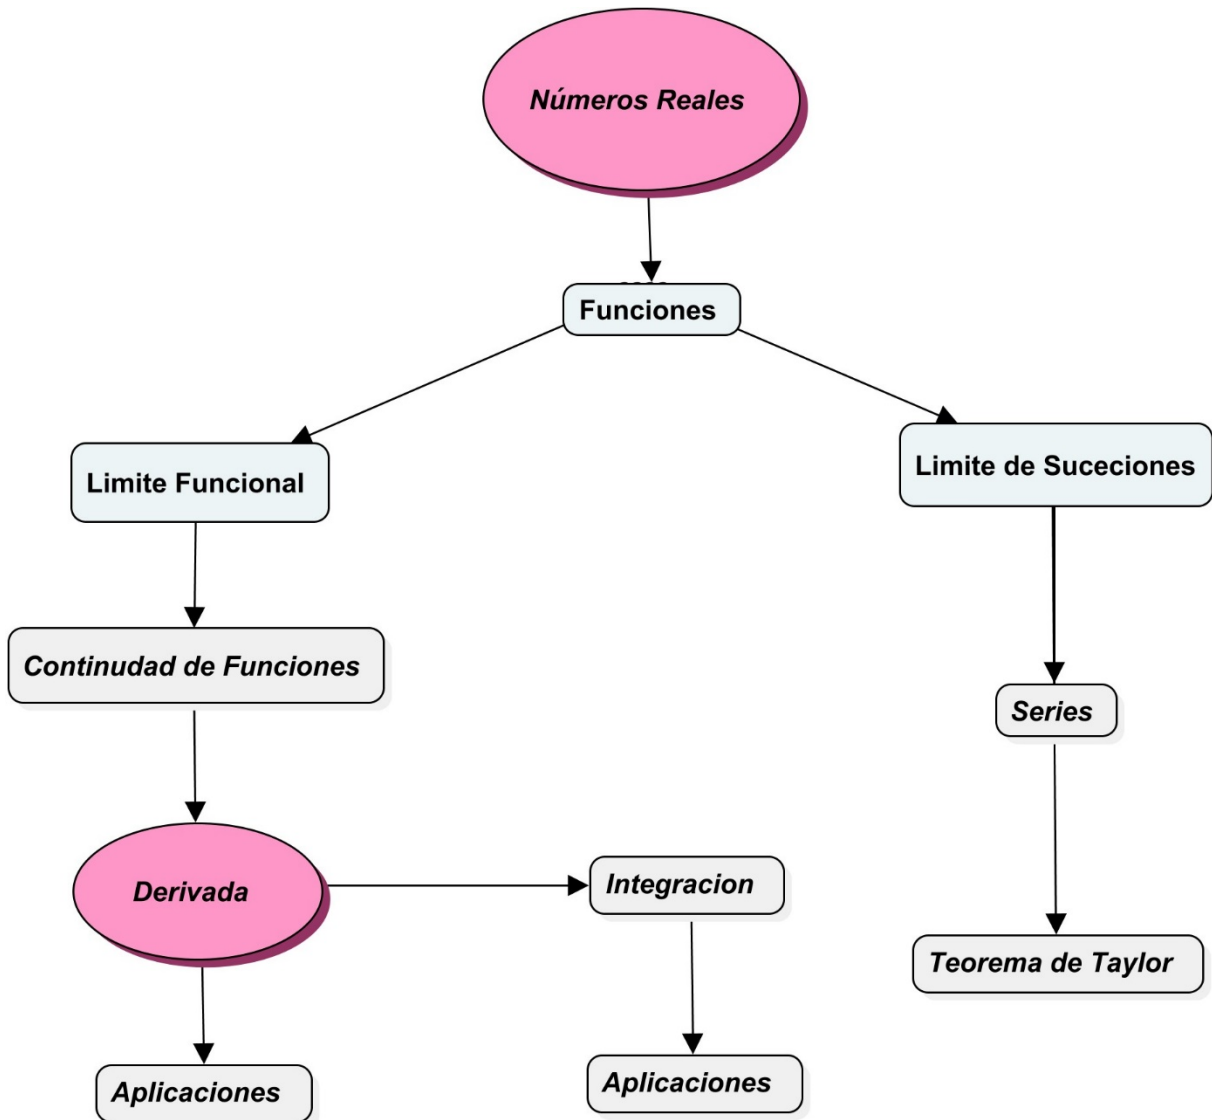 Números Reales
Funciones
Limite Funcional
Limite de Suceciones
Continudad de Funciones
Series
Derivada
Integracion
Teorema de Taylor
Aplicaciones
Aplicaciones